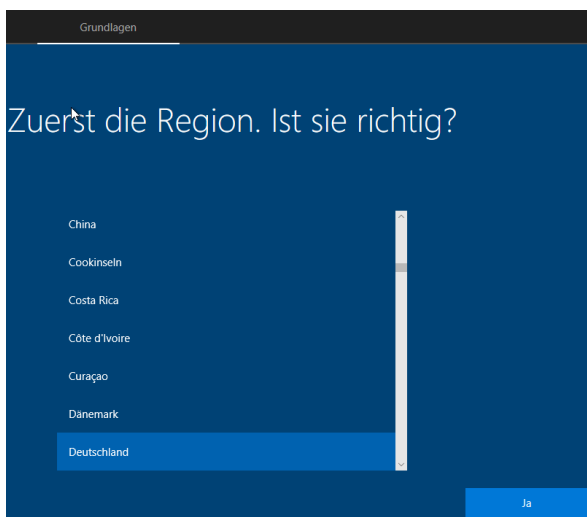 Grundlagen
Zuerst die Region. Ist sie richtig?
China
Cookinseln
Costa Rica
Côte d'Ivoire
Curaçao
Dänemark
Deutschland
Ja